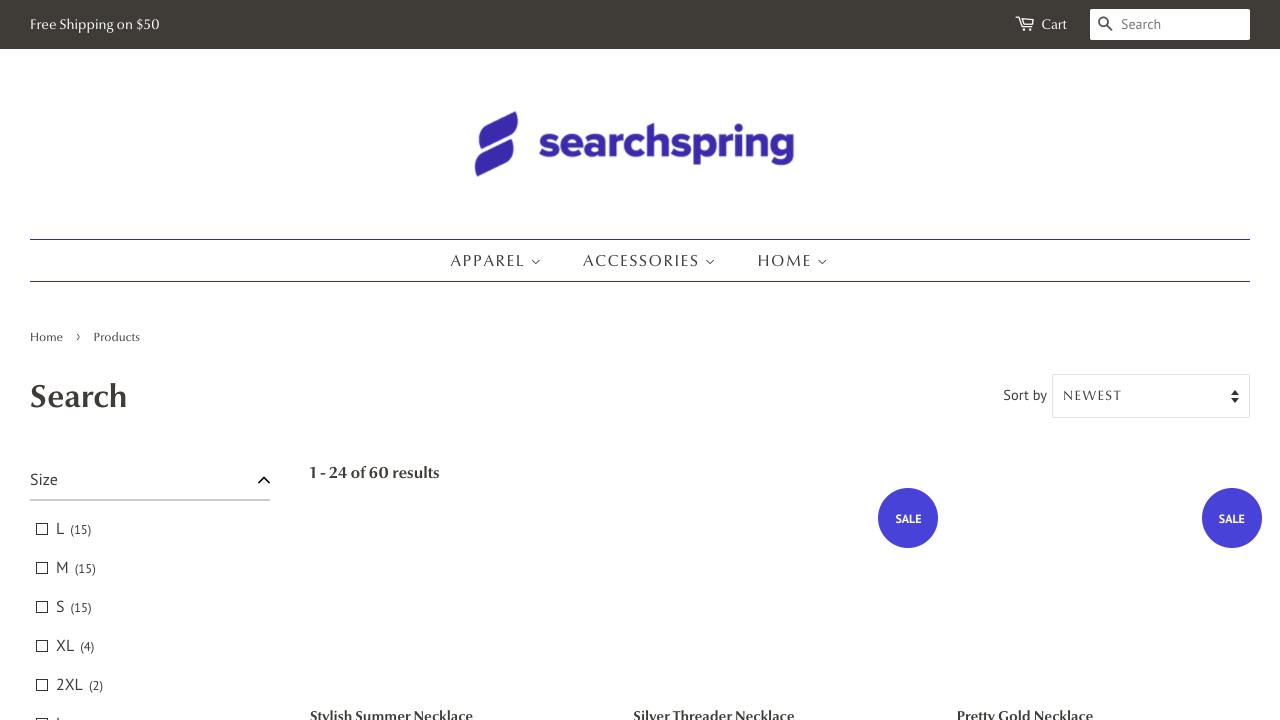 Free Shipping on $50
Cart
Search
searchspring
APPAREL
ACCESSORIES
HOME
Home › Products
Search
Sort by
NEWEST
Size
1 - 24 of 60 results
SALE
SALE
L (15)
M (15)
S (15)
XL (4)
2XL (2)
Stylish Summer Necklace
Silver Threader Necklace
Pretty Gold Necklace